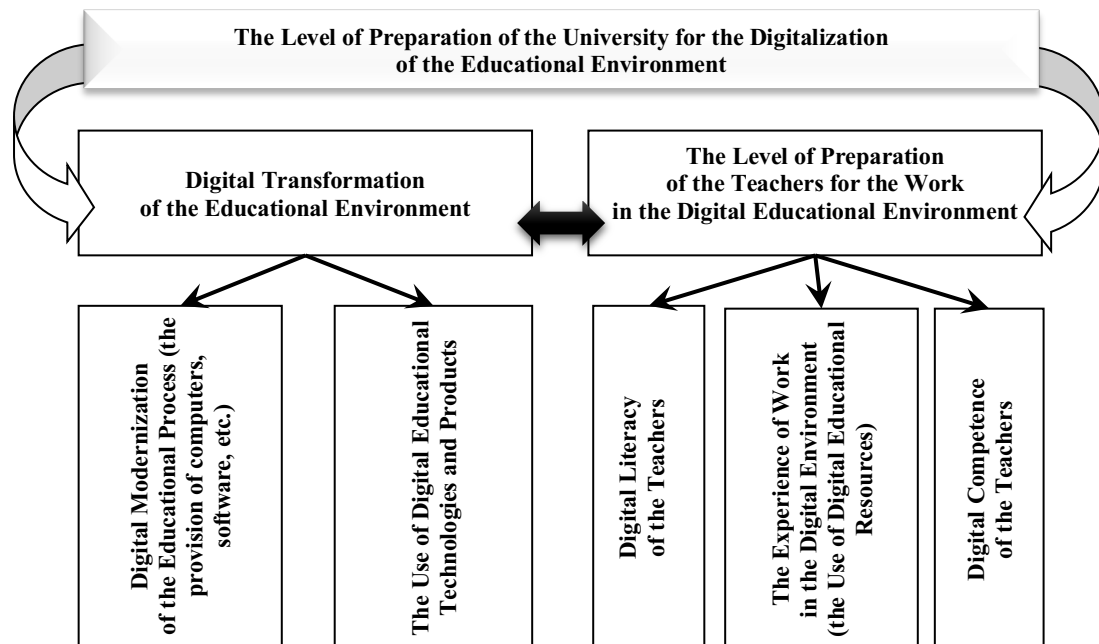 The Level of Preparation of the University for the Digitalization
of the Educational Environment
Digital Transformation
of the Educational Environment
The Level of Preparation
of the Teachers for the Work
in the Digital Educational Environment
Digital Modernization
of the Educational Process (the
provision of computers,
software, etc.)
The Use of Digital Educational
Technologies and Products
Digital Literacy
of the Teachers
The Experience of Work
in the Digital Environment
(the Use of Digital Educational
Resources)
Digital Competence
of the Teachers